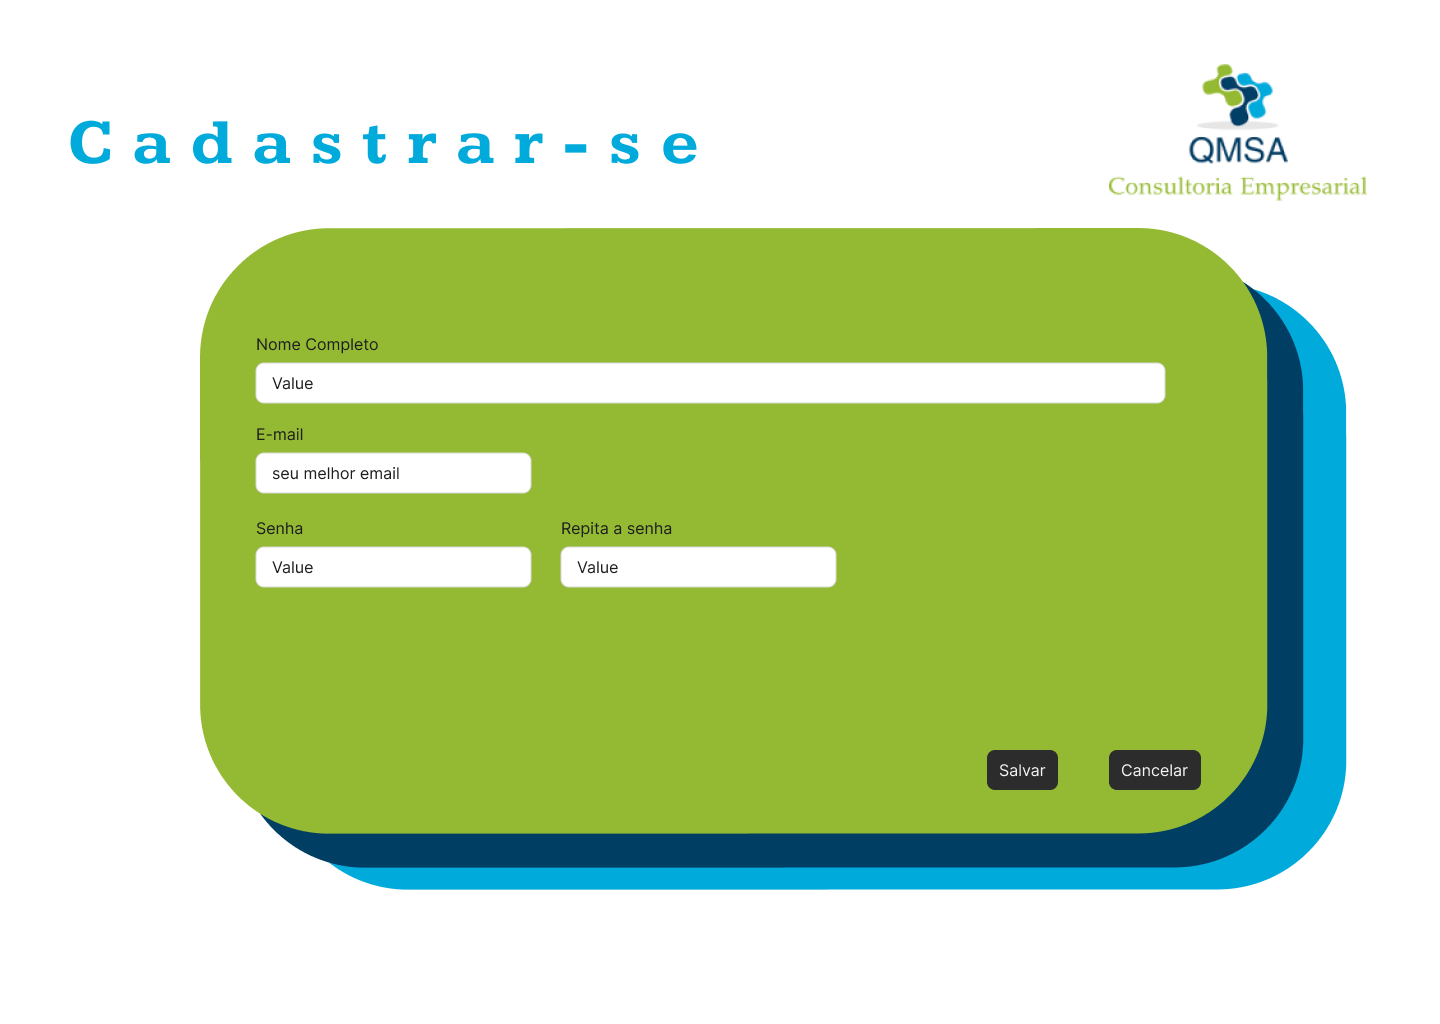 Cadastrar-se
QMSA
Consultoria Empresarial
Nome Completo
Value
E-mail
seu melhor email
Senha
Repita a senha
Value
Value
Salvar
Cancelar